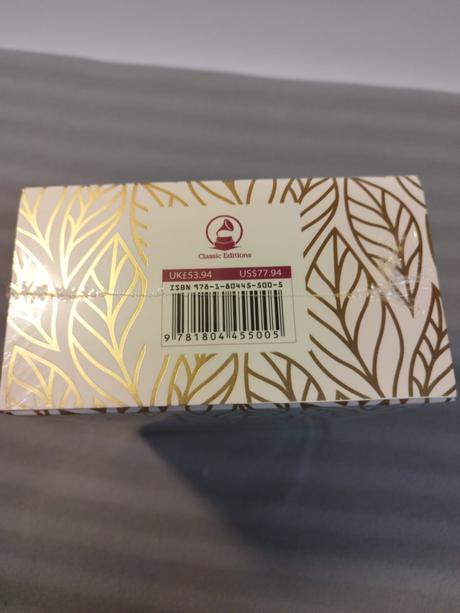 Classic Editions
UK£53.94 US$77.94
ISBN 978-1-80445-500-5
9 781804 455005